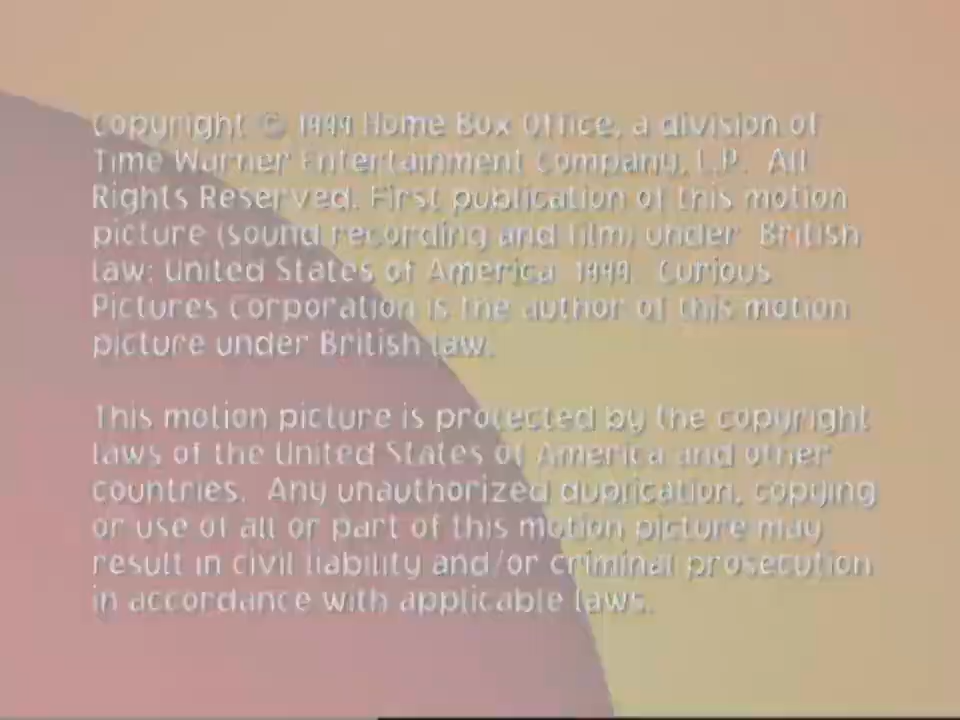 Copyright © 1999 Home Box Office, a division of
Time Warner Entertainment Company, L.P. All
Rights Reserved. First publication of this motion
picture (sound recording and film) under British
law: United States of America 1999. Curious
Pictures corporation is the author of this motion
picture under British law.
This motion picture is protected by the copyright
laws of the United States of America and other
countries. Any unauthorized duplication, copying
or use of all or part of this motion picture may
result in civil liability and/or criminal prosecution
in accordance with applicable laws.